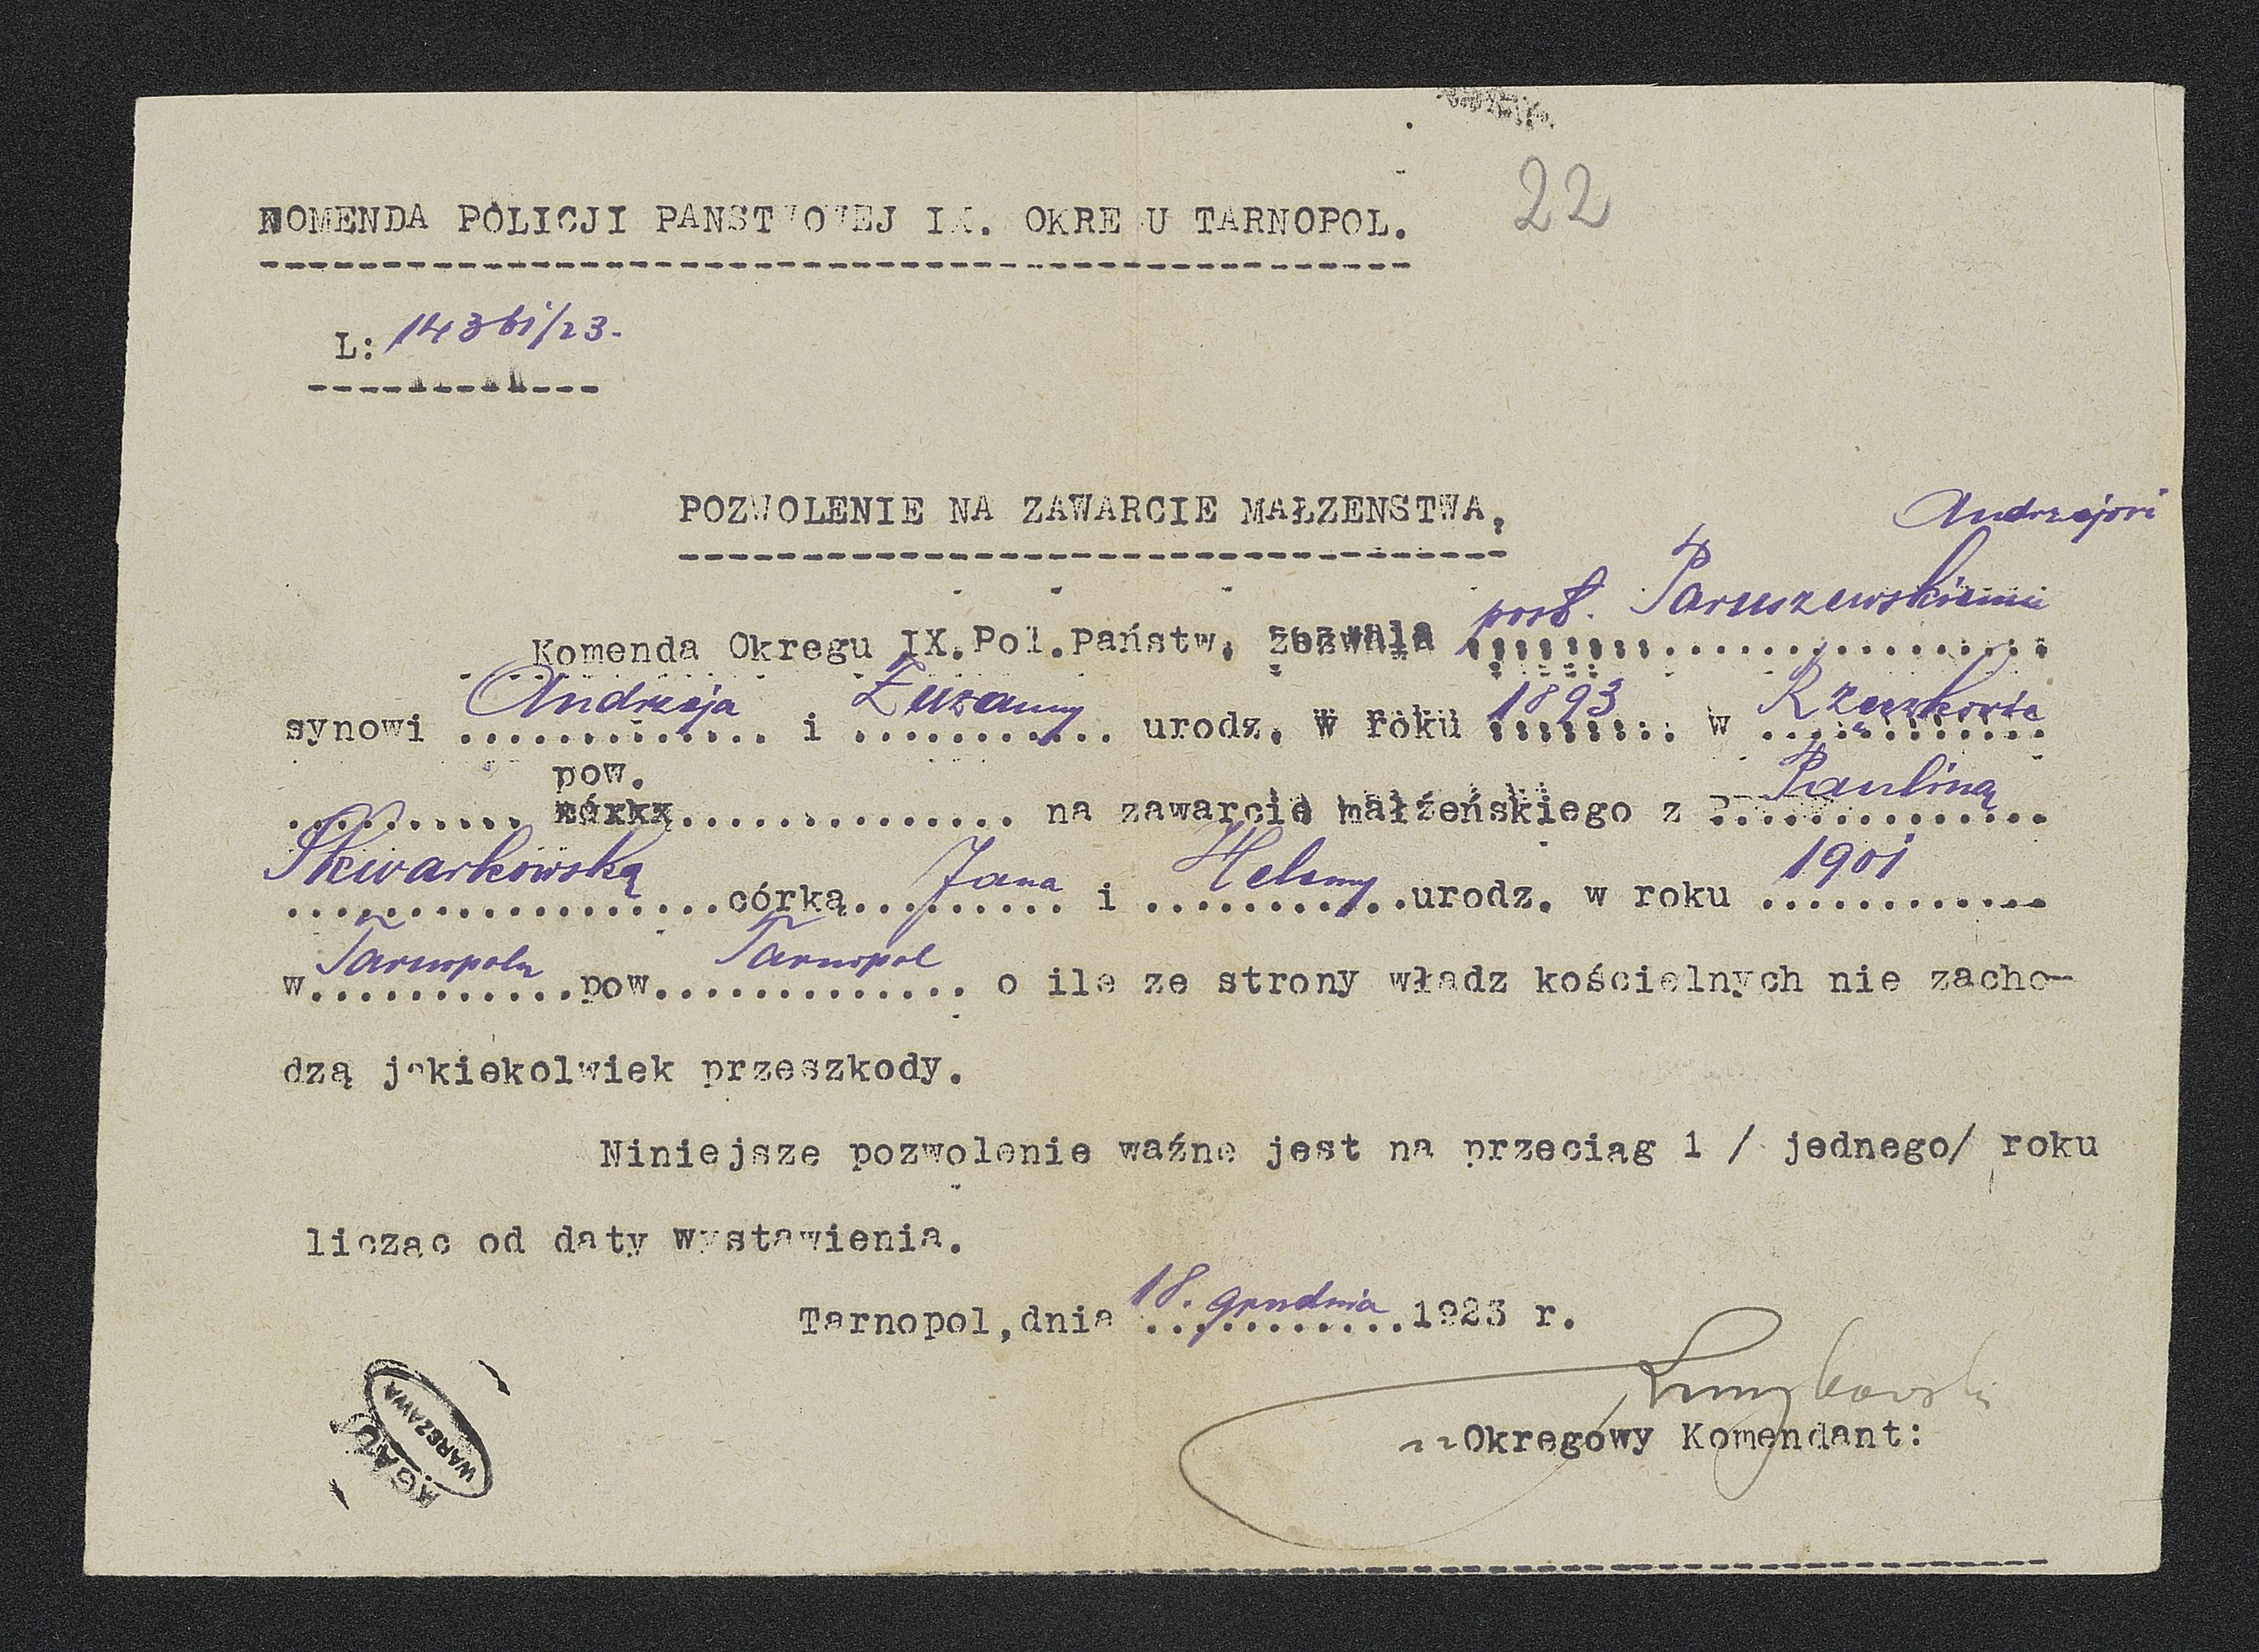 22
KOMENDA POLICJI PANSTWOWEJ IX. OKREGU TARNOPOL.
L: 14361/23.
POZWOLENIE NA ZAWARCIE MAŁZENSTWA.
Andrzejowi
Komenda Okregu IX.Pol.Państw. zezwala post. Paruszewskiemu
synowi Andrzeja i Zuzanny urodz. w roku 1893 w
pow.
na zawarcie małżeńskiego z Pauliną
Skwarkowską córką Jana i Heleny urodz. w roku 1901
w Tarnopolu pow. Tarnopol o ile ze strony władz kościelnych nie zacho-
dzą jakiekolwiek przeszkody.
Niniejsze pozwolenie ważne jest na przeciąg 1 / jednego/ roku
licząc od daty wystawienia.
Tarnopol,dnia 18. grudnia 1923 r.
Okregówy Komendant:
AGAD
WARSZAWA